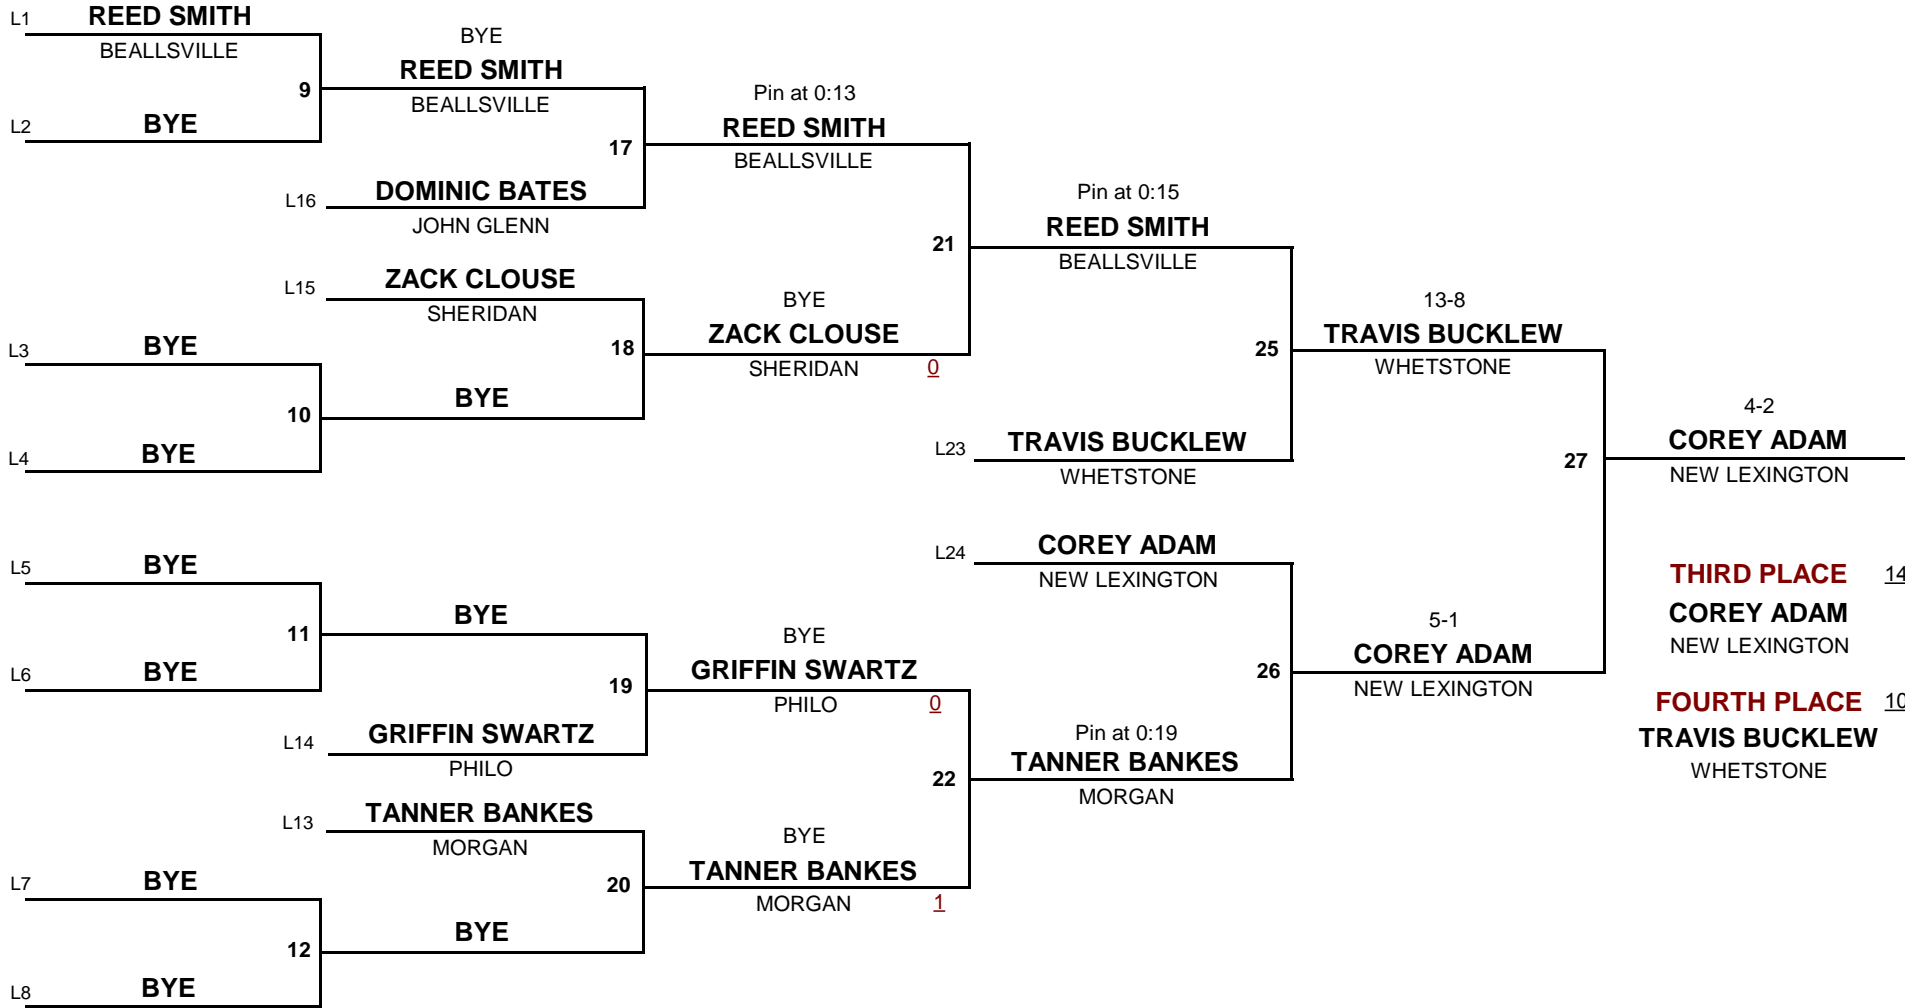 L1 REED SMITH
BEALLSVILLE
BYE
REED SMITH
9
BEALLSVILLE
L2 BYE
Pin at 0:13
REED SMITH
17
BEALLSVILLE
L16 DOMINIC BATES
JOHN GLENN
Pin at 0:15
REED SMITH
21
BEALLSVILLE
L15 ZACK CLOUSE
SHERIDAN
BYE
ZACK CLOUSE
18
SHERIDAN 0
L3 BYE
10
BYE
L4 BYE
13-8
TRAVIS BUCKLEW
25
WHETSTONE
L23 TRAVIS BUCKLEW
WHETSTONE
4-2
COREY ADAM
27
NEW LEXINGTON
L24 COREY ADAM
NEW LEXINGTON
L5 BYE
11
BYE
L6 BYE
BYE
GRIFFIN SWARTZ
19
PHILO 0
L14 GRIFFIN SWARTZ
PHILO
5-1
COREY ADAM
26
NEW LEXINGTON
THIRD PLACE 14
COREY ADAM
NEW LEXINGTON
FOURTH PLACE 10
TRAVIS BUCKLEW
WHETSTONE
Pin at 0:19
TANNER BANKES
22
MORGAN
L13 TANNER BANKES
MORGAN
BYE
TANNER BANKES
20
MORGAN 1
L7 BYE
12
BYE
L8 BYE